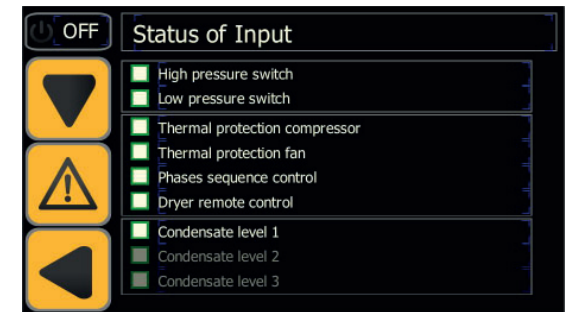 OFF
Status of Input
High pressure switch
Low pressure switch
Thermal protection compressor
Thermal protection fan
Phases sequence control
Dryer remote control
Condensate level 1
Condensate level 2
Condensate level 3